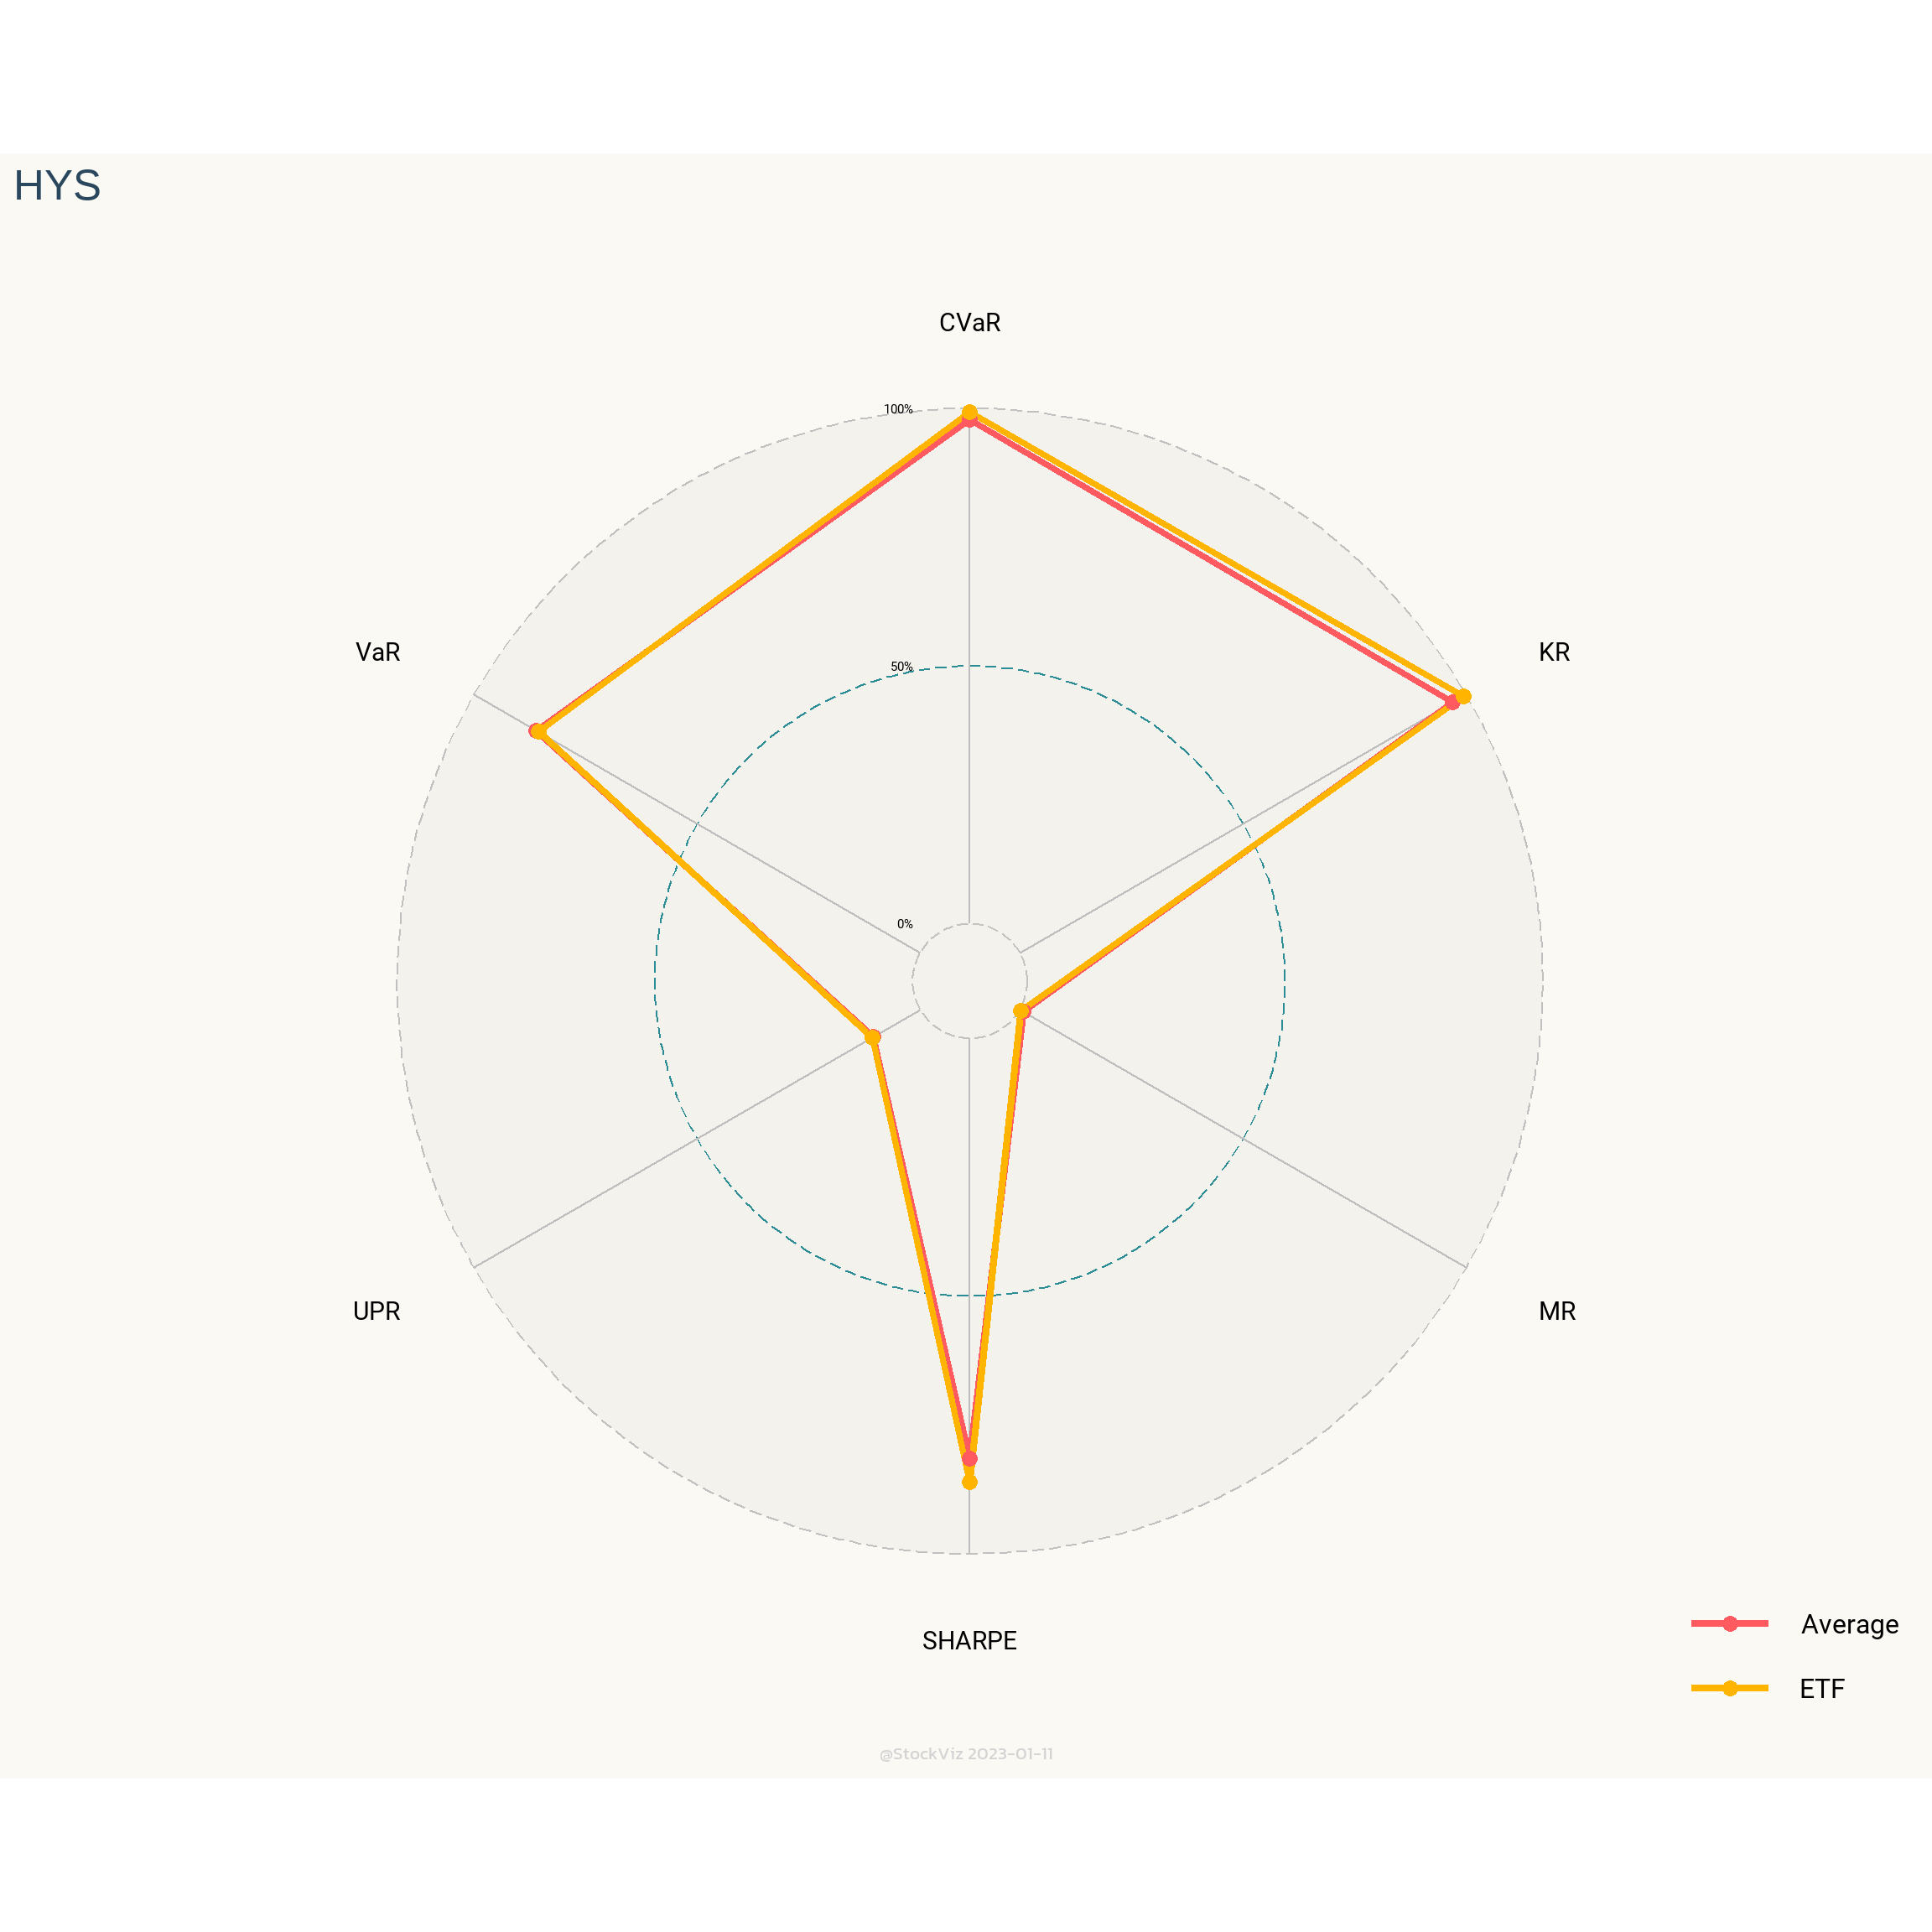 HYS
CVaR
100%
KR
VaR
50%
0%
UPR
MR
SHARPE
Average
ETF
@StockViz 2023-01-11